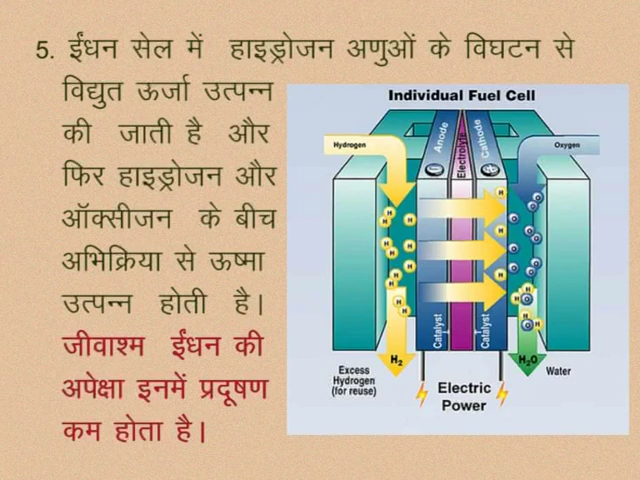 5. ईंधन सेल में हाइड्रोजन अणुओं के विघटन से
विद्युत ऊर्जा उत्पन्न
की जाती है और
फिर हाइड्रोजन और
ऑक्सीजन के बीच
अभिक्रिया से ऊष्मा
उत्पन्न होती है।
जीवाश्म ईंधन की
अपेक्षा इनमें प्रदूषण
कम होता है।
Individual Fuel Cell
Hydrogen
Anode
Electrolyte
Cathode
Oxygen
H
H
H
H
H
H
H
H
H
H
H
H
H
O
O
O
O
O
O
O
Catalyst
Catalyst
H₂
H₂O
Excess
Hydrogen
(for reuse)
Water
Electric
Power